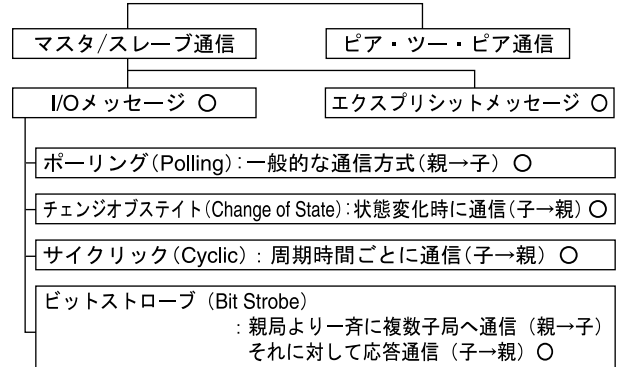 マスタ/スレーブ通信
ピア・ツー・ピア通信
I/Oメッセージ ○
エクスプリシットメッセージ ○
ポーリング(Polling):一般的な通信方式(親→子) ○
チェンジオブステイト(Change of State):状態変化時に通信(子→親) ○
サイクリック(Cyclic):周期時間ごとに通信(子→親) ○
ビットストローブ (Bit Strobe)
:親局より一斉に複数子局へ通信 (親→子)
それに対して応答通信 (子→親) ○